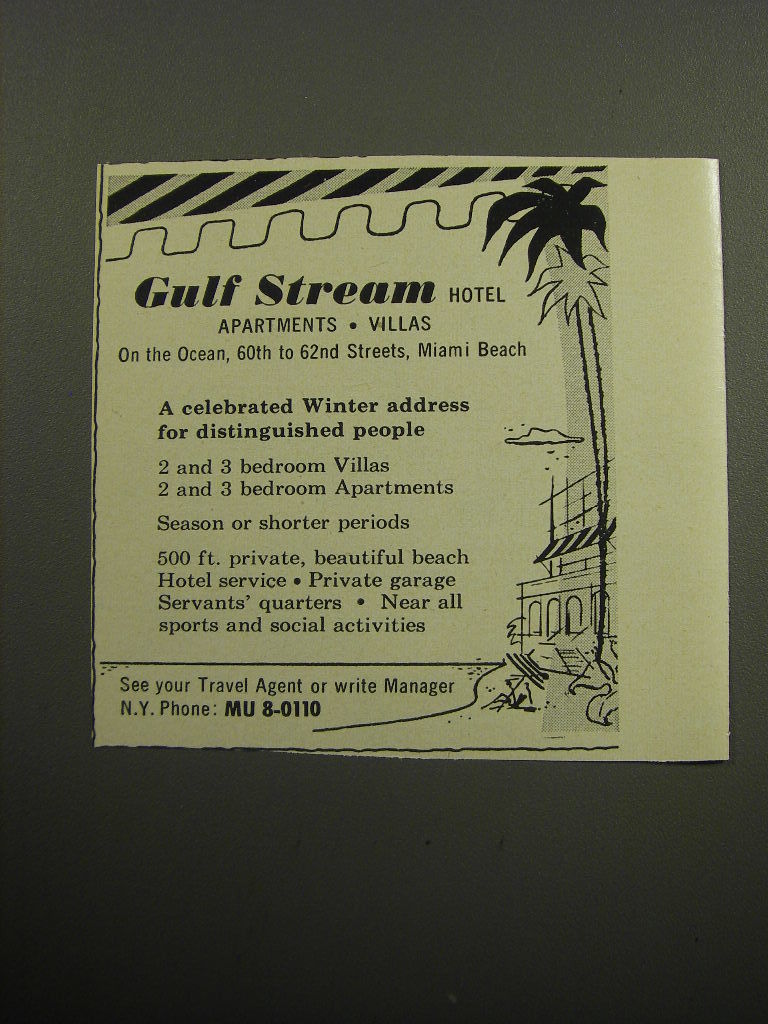 Gulf Stream HOTEL
APARTMENTS • VILLAS
On the Ocean, 60th to 62nd Streets, Miami Beach
A celebrated Winter address
for distinguished people
2 and 3 bedroom Villas
2 and 3 bedroom Apartments
Season or shorter periods
500 ft. private, beautiful beach
Hotel service • Private garage
Servants' quarters • Near all
sports and social activities
See your Travel Agent or write Manager
N.Y. Phone: MU 8-0110